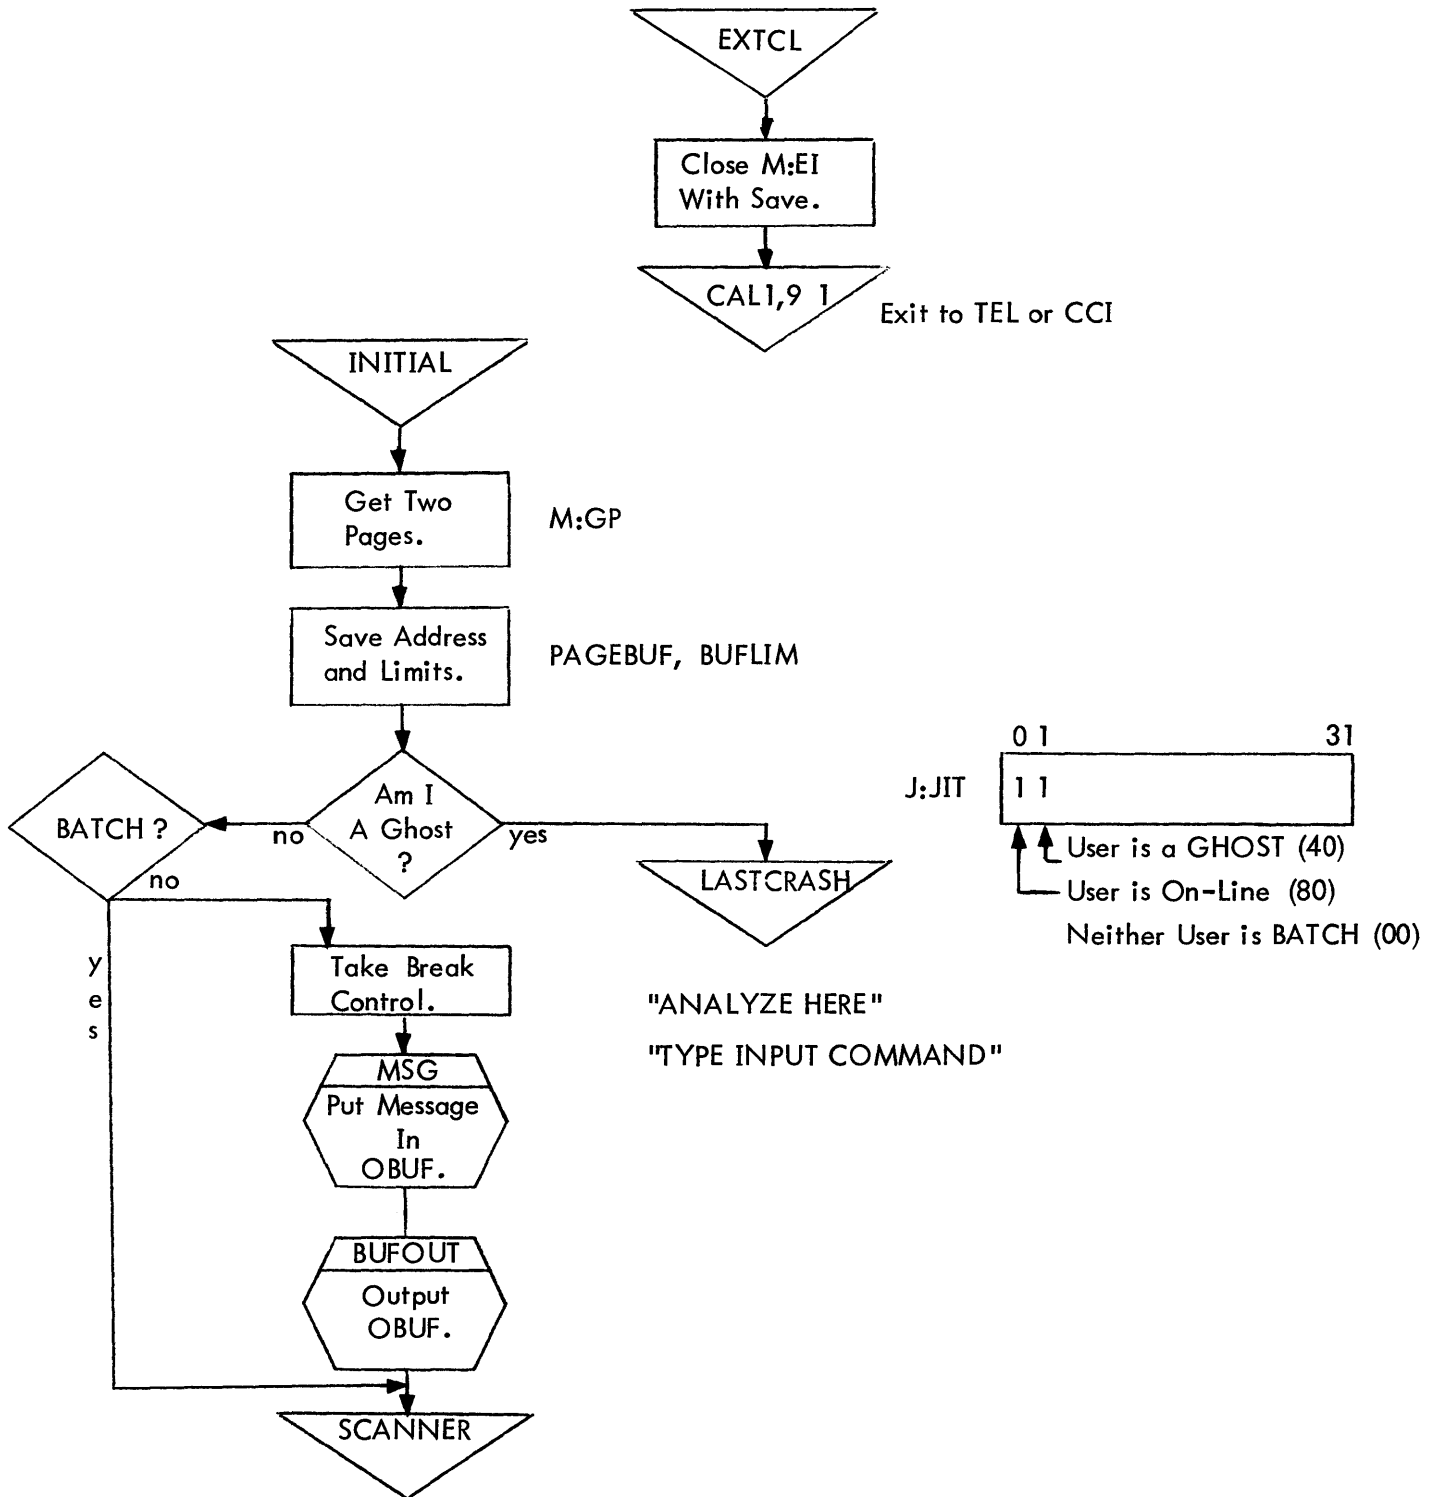 EXTCL
Close M:EI
With Save.
CAL1,9 1
Exit to TEL or CCI
INITIAL
Get Two
Pages.
M:GP
Save Address
and Limits.
PAGEBUF, BUFLIM
Am I
A Ghost
?
BATCH ?
no
yes
no
yes
LASTCRASH
0 1 31
J:JIT
1 1
User is a GHOST (40)
User is On-Line (80)
Neither User is BATCH (00)
Take Break
Control.
"ANALYZE HERE"
"TYPE INPUT COMMAND"
MSG
Put Message
In
OBUF.
BUFOUT
Output
OBUF.
SCANNER